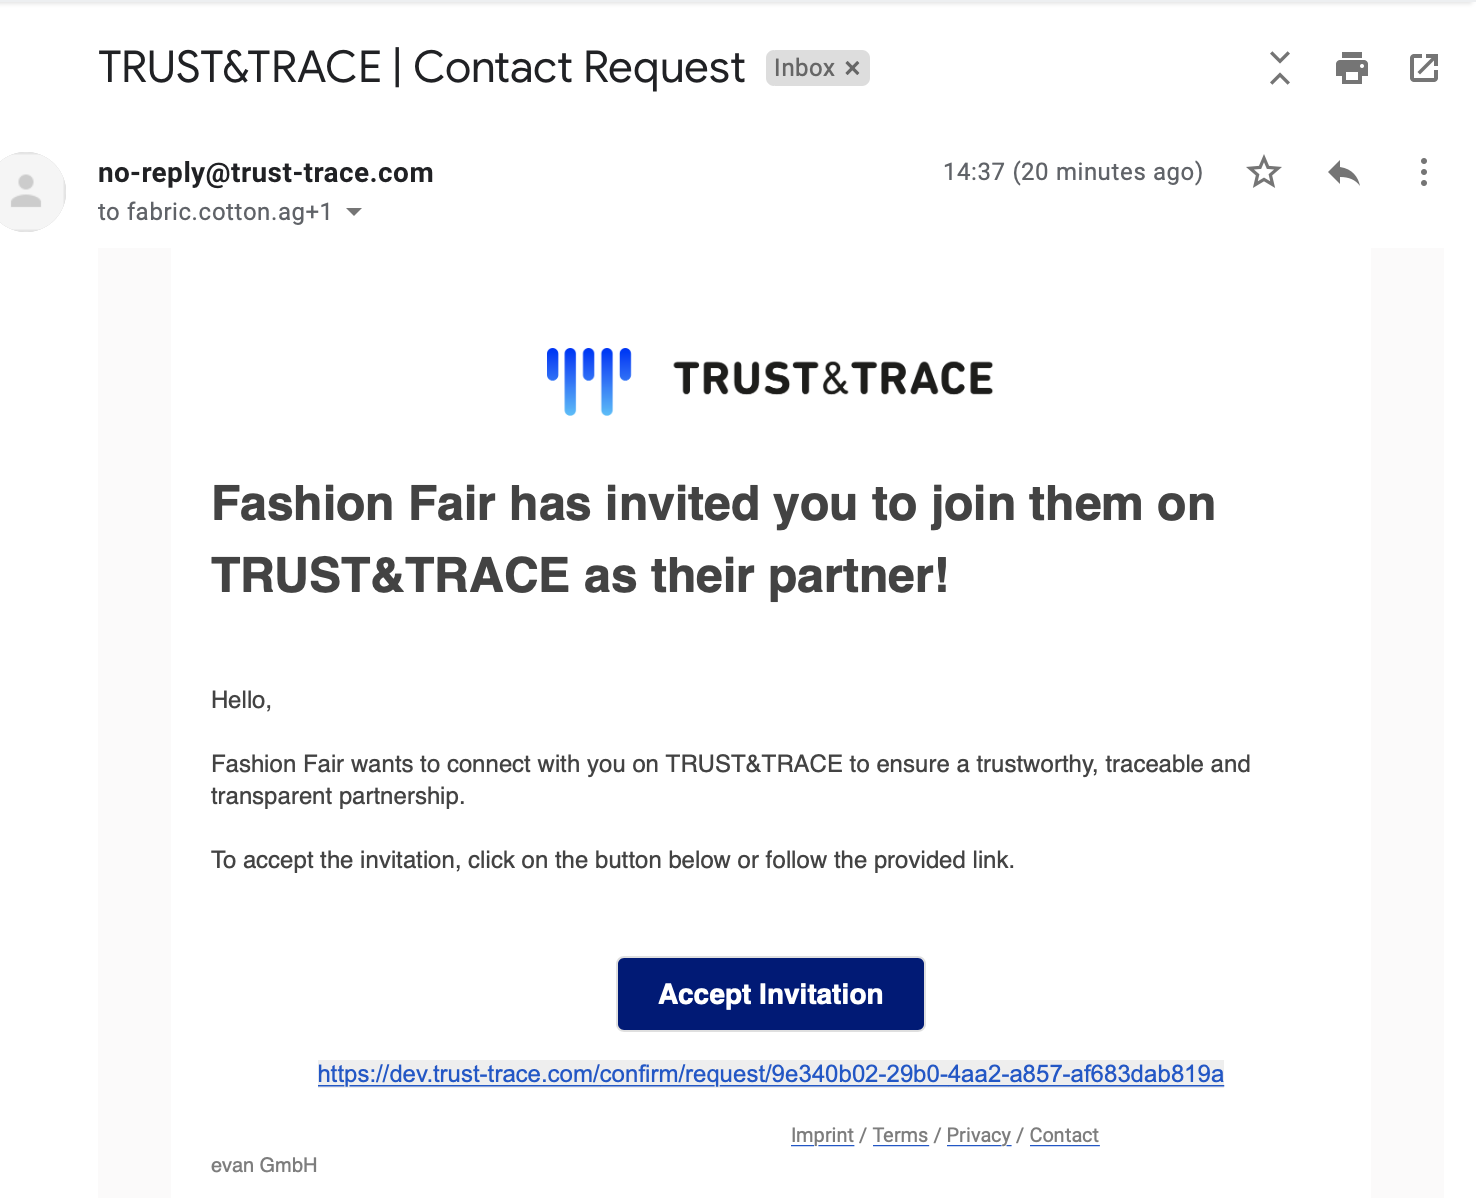 TRUST&TRACE | Contact Request Inbox ×
no-reply@trust-trace.com 14:37 (20 minutes ago)
to fabric.cotton.ag+1
TRUST&TRACE
Fashion Fair has invited you to join them on
TRUST&TRACE as their partner!
Hello,
Fashion Fair wants to connect with you on TRUST&TRACE to ensure a trustworthy, traceable and
transparent partnership.
To accept the invitation, click on the button below or follow the provided link.
Accept Invitation
https://dev.trust-trace.com/confirm/request/9e340b02-29b0-4aa2-a857-af683dab819a
Imprint / Terms / Privacy / Contact
evan GmbH